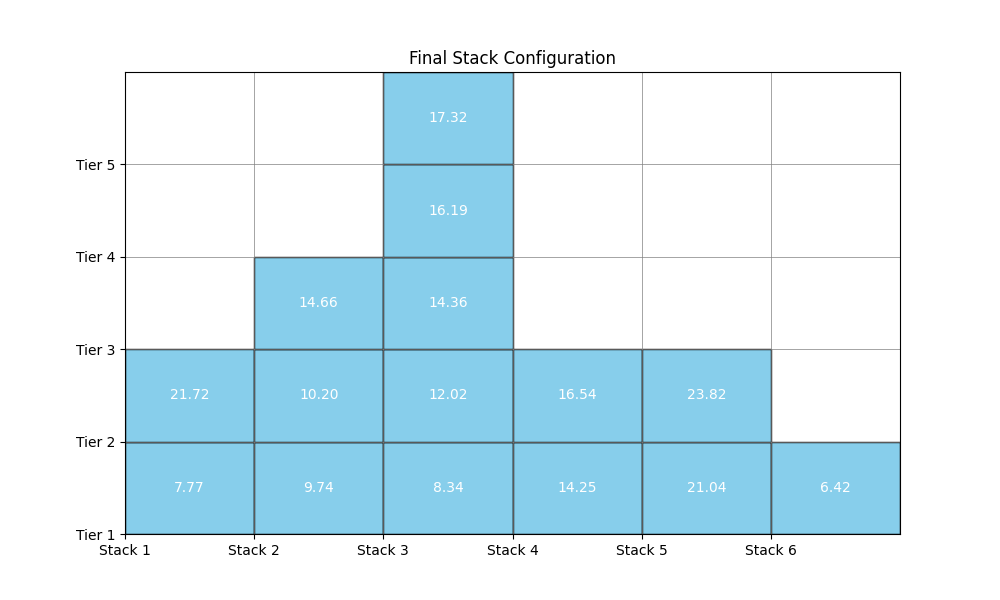 Final Stack Configuration
17.32
Tier 5
16.19
Tier 4
14.66 14.36
Tier 3
21.72 10.20 12.02 16.54 23.82
Tier 2
7.77 9.74 8.34 14.25 21.04 6.42
Tier 1
Stack 1 Stack 2 Stack 3 Stack 4 Stack 5 Stack 6